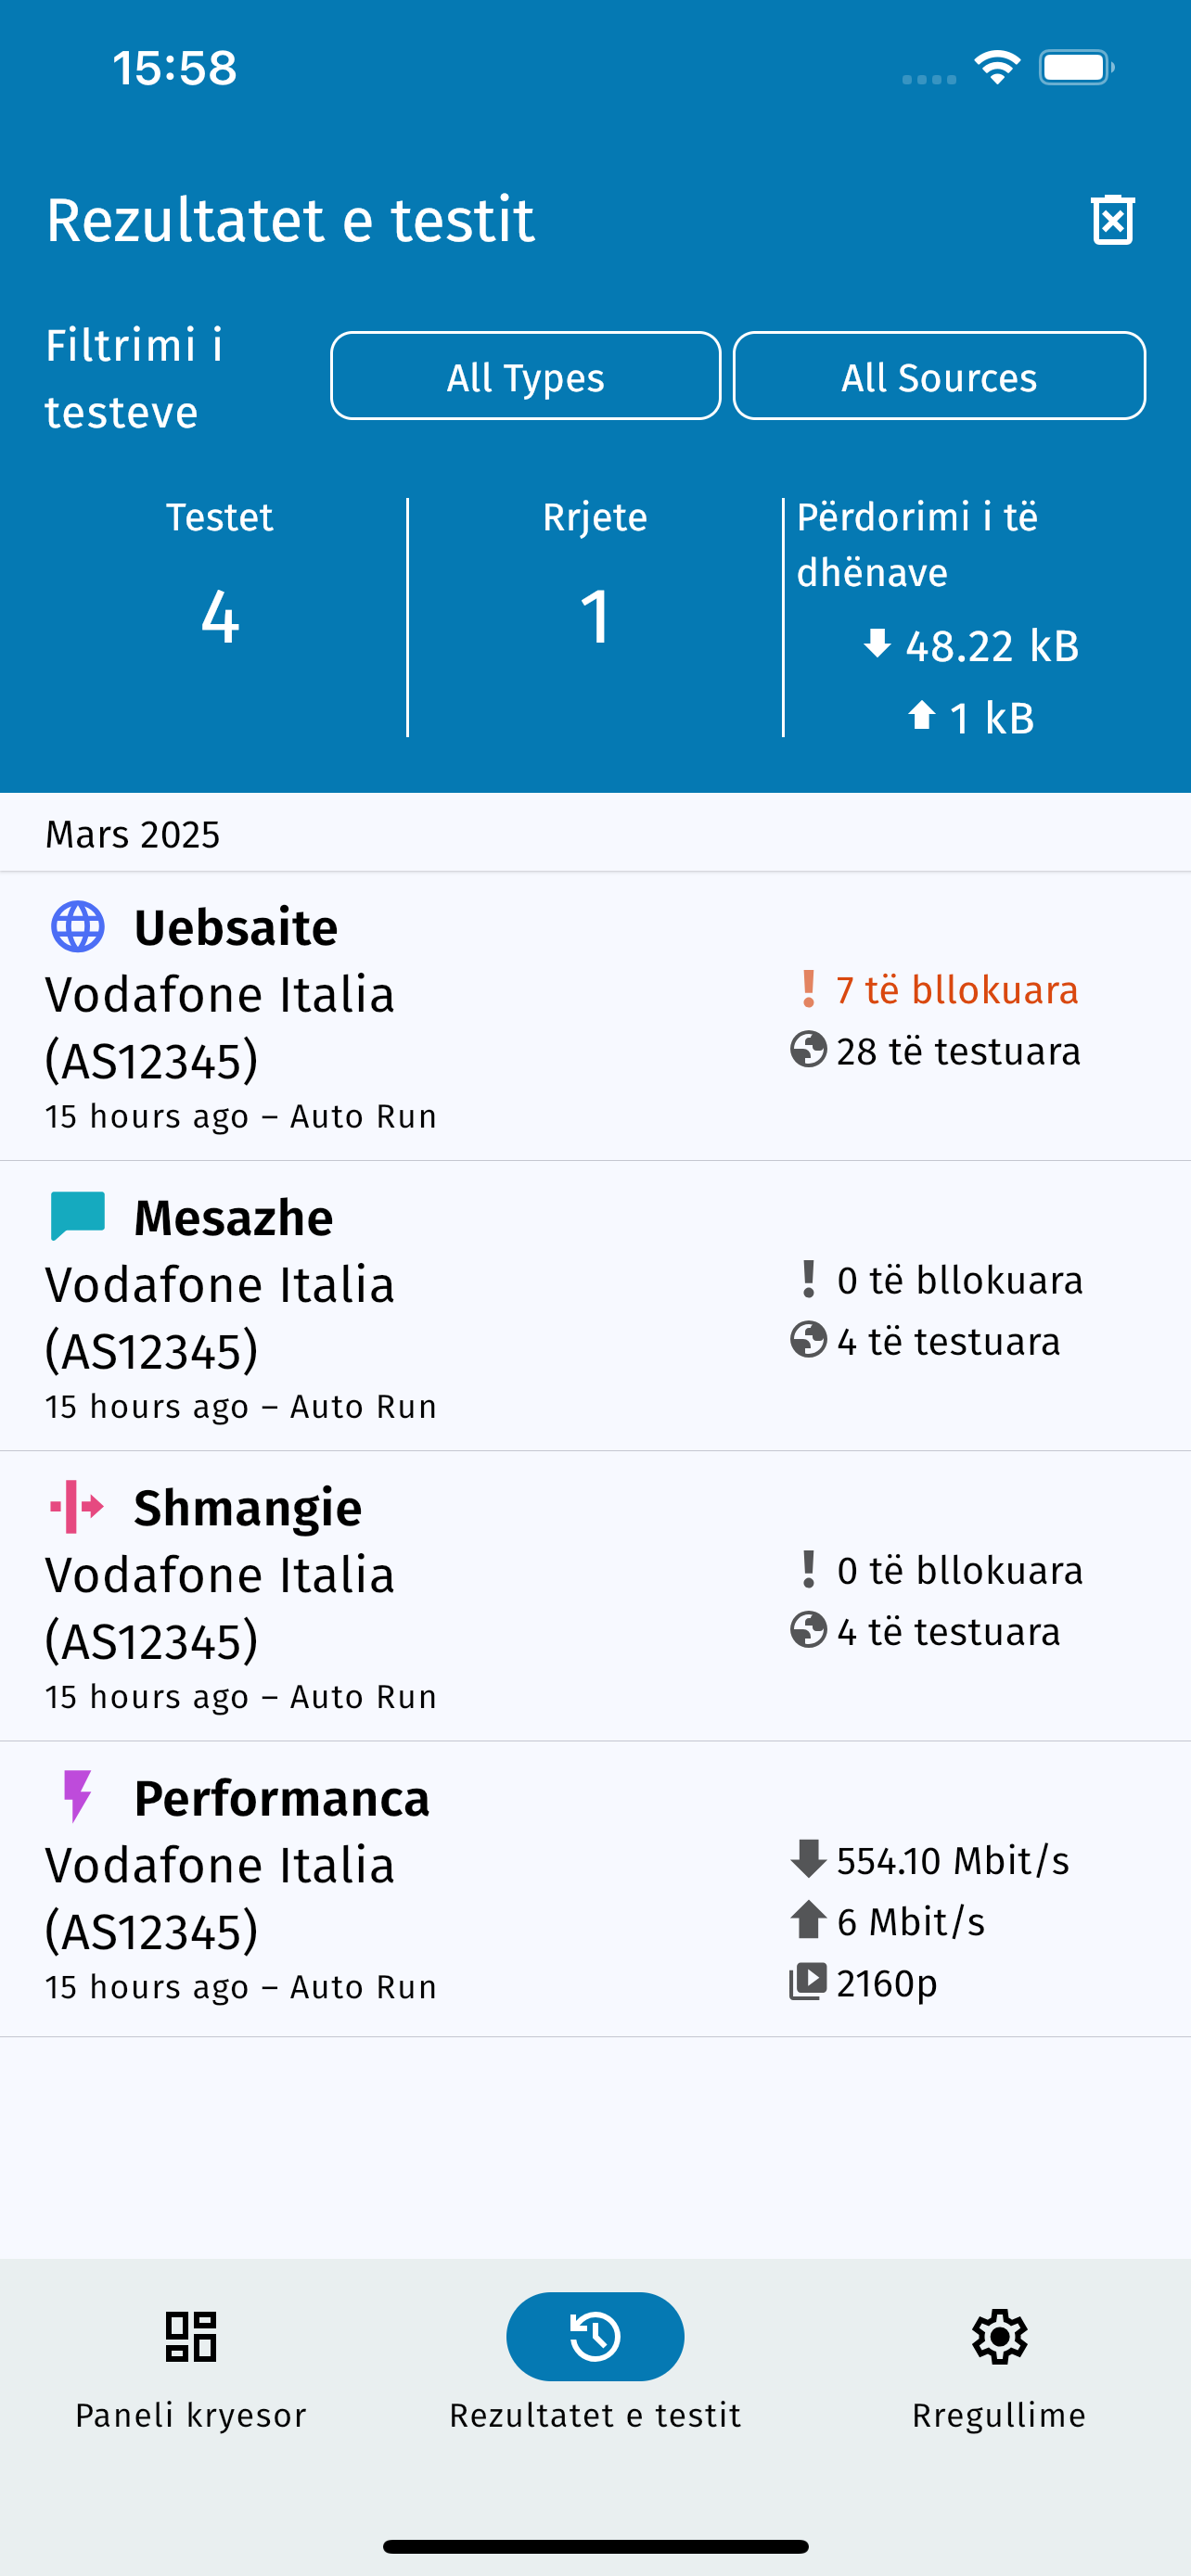 15:58
Rezultatet e testit
Filtrimi i
testeve
All Types
All Sources
Testet
4
Rrjete
1
Përdorimi i të
dhënave
48.22 kB
1 kB
Mars 2025
Uebsaite
Vodafone Italia
(AS12345)
15 hours ago – Auto Run
7 të bllokuara
28 të testuara
Mesazhe
Vodafone Italia
(AS12345)
15 hours ago – Auto Run
0 të bllokuara
4 të testuara
Shmangie
Vodafone Italia
(AS12345)
15 hours ago – Auto Run
0 të bllokuara
4 të testuara
Performanca
Vodafone Italia
(AS12345)
15 hours ago – Auto Run
554.10 Mbit/s
6 Mbit/s
2160p
Paneli kryesor
Rezultatet e testit
Rregullime